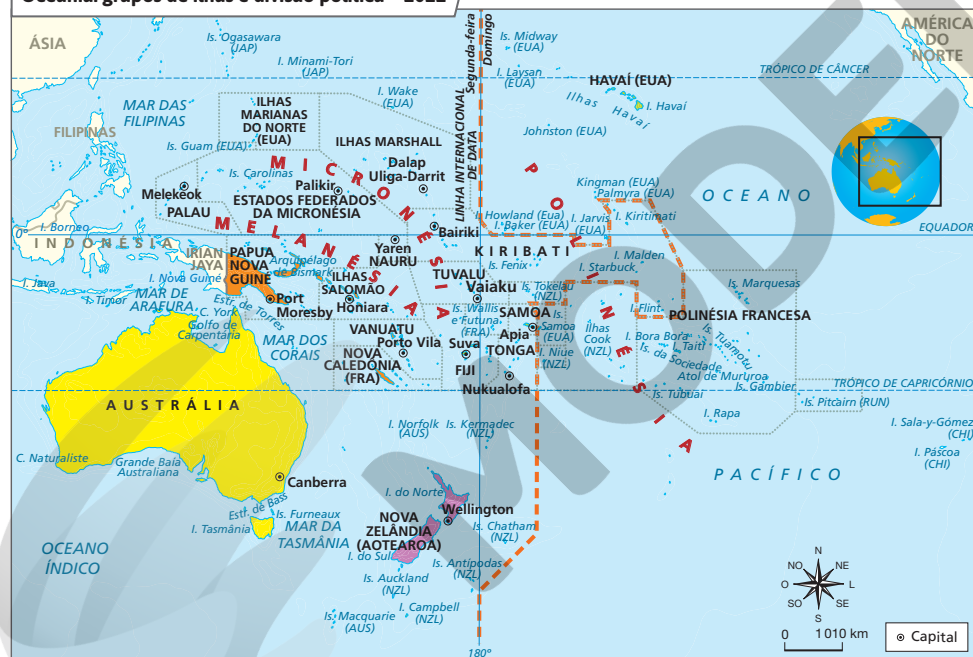 Oceania: grupos de ilhas e divisão política – 2022
ÁSIA
Is. Ogasawara
(JAP)
I. Minami-Tori
(JAP)
Segunda-feira
Domingo
Is. Midway
(EUA)
I. Laysan
(EUA)
HAVAÍ (EUA)
I. Havaí
Ilhas Havaí
AMÉRICA
DO
NORTE
TRÓPICO DE CÂNCER
MAR DAS
FILIPINAS
FILIPINAS
ILHAS
MARIANAS
DO NORTE
(EUA)
I. Wake
(EUA)
LINHA INTERNACIONAL
DE DATA
Johnston (EUA)
Is. Guam (EUA)
ILHAS MARSHALL
Dalap
Uliga-Darrit
MICRONÉSIA
POLINÉSIA
MELANÉSIA
Is. Carolinas
Palikir
Melekeok
PALAU
ESTADOS FEDERADOS
DA MICRONÉSIA
Kingman (EUA)
Palmyra (EUA)
OCEANO
I. Howland (Eua)
I. Baker (EUA)
I. Jarvis
(EUA)
I. Kiritimati
EQUADOR
0°
I. Borneo
INDONÉSIA
Bairiki
Yaren
NAURU
KIRIBATI
IRIAN
JAYA
PAPUA
NOVA
GUINÉ
Arquipélago
de Bismark
I. Nova Guiné
I. Java
I. Timor
MAR DE
ARAFURA
ILHAS
SALOMÃO
Honiara
TUVALU
Vaiaku
Is. Fenix
I. Malden
I. Starbuck
Is. Tokelau
(NZL)
Is. Marquesas
Port
Moresby
Estr. de Torres
C. York
Golfo de
Carpentária
MAR DOS
CORAIS
VANUATU
Porto Vila
Is. Wallis
e Futuna
(FRA)
SAMOA
Is.
Samoa
(EUA)
Apia
TONGA
I. Niue
(NZL)
Ilhas
Cook
(NZL)
I. Flint
POLINÉSIA FRANCESA
I. Bora Bora
I. Taiti
Is. da Sociedade
Is. Tuamotu
Atol de Mururoa
Is. Gambier
Suva
FIJI
NOVA
CALEDÔNIA
(FRA)
Nukualofa
Is. Tubuai
TRÓPICO DE CAPRICÓRNIO
Is. Pitcairn (RUN)
I. Rapa
AUSTRÁLIA
I. Norfolk
(AUS)
Is. Kermadec
(NZL)
I. Sala-y-Gómez
(CHI)
I. Páscoa
(CHI)
C. Naturaliste
Grande Baía
Australiana
Canberra
PACÍFICO
I. do Norte
Wellington
NOVA
ZELÂNDIA
(AOTEAROA)
I. do Sul
Estr. de Bass
Is. Furneaux
I. Tasmânia
MAR DA
TASMÂNIA
Is. Chatham
(NZL)
Is. Antípodas
(NZL)
OCEANO
ÍNDICO
Is. Auckland
(NZL)
I. Campbell
(NZL)
Is. Macquarie
(AUS)
N
NO NE
O L
SO SE
S
0 1 010 km
Capital
180°
MODE